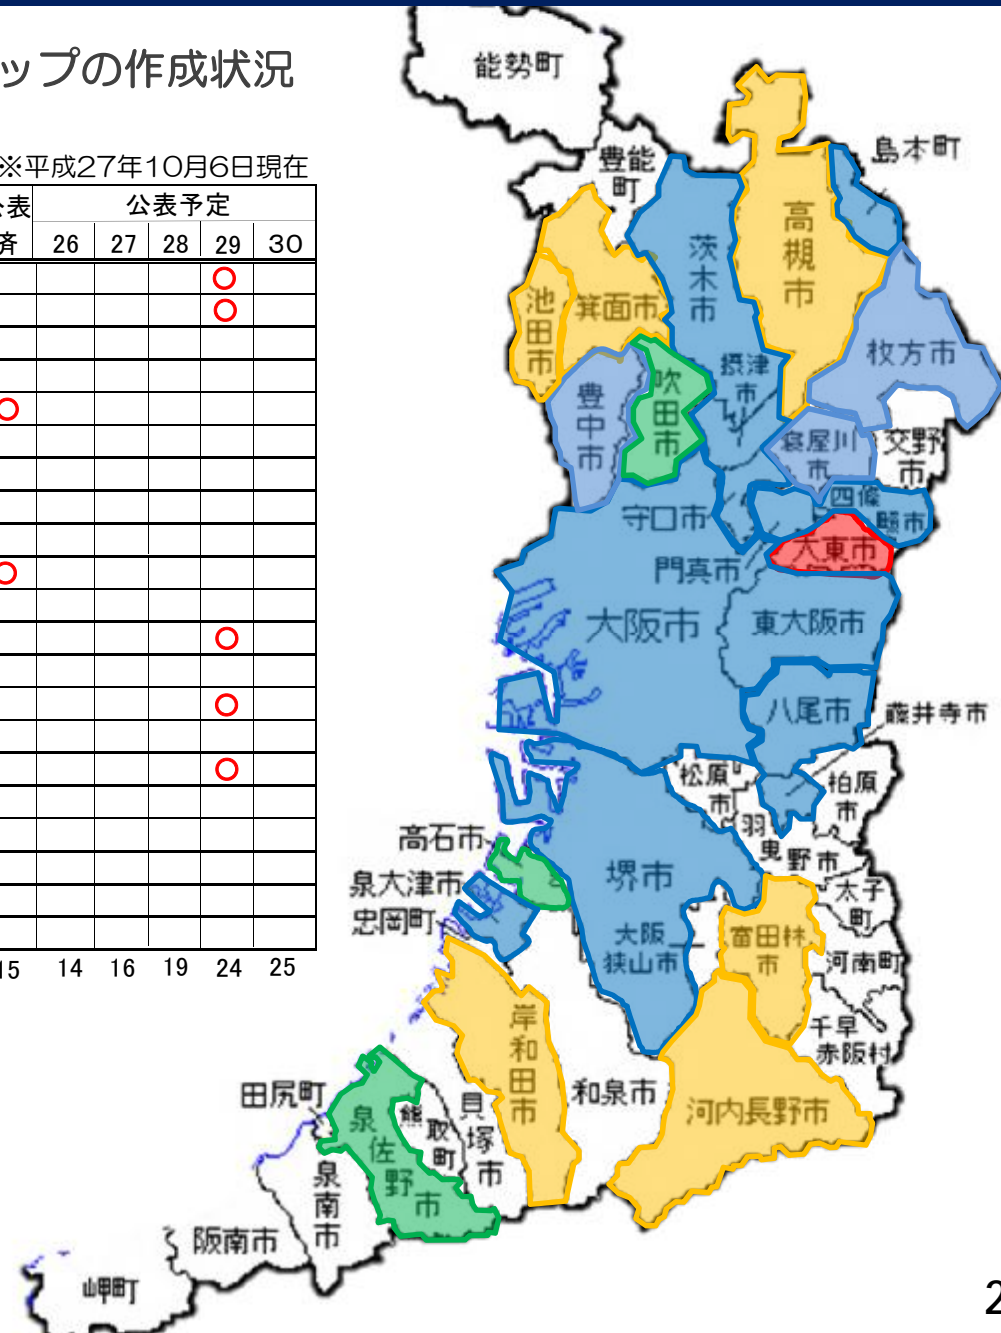 ップの作成状況
※平成27年10月6日現在
公表
済
公表予定
26 27 28 29 30
15 14 16 19 24 25
能勢町
豊能
町
島本町
高槻市
茨木市
池田市
箕面市
枚方市
摂津
市
吹田市
豊中市
寝屋川
市
交野
市
四條
畷市
守口市
大東市
門真市
大阪市
東大阪市
八尾市
藤井寺市
松原
市
柏原
市
羽
曳
野市
高石市
泉大津市
忠岡町
堺市
太子
町
大阪
狭山市
富田林
市
河南町
千早
赤阪村
岸和田市
和泉市
河内長野市
田尻町
泉佐野市
熊取町
貝塚市
泉南市
阪南市
岬町
2